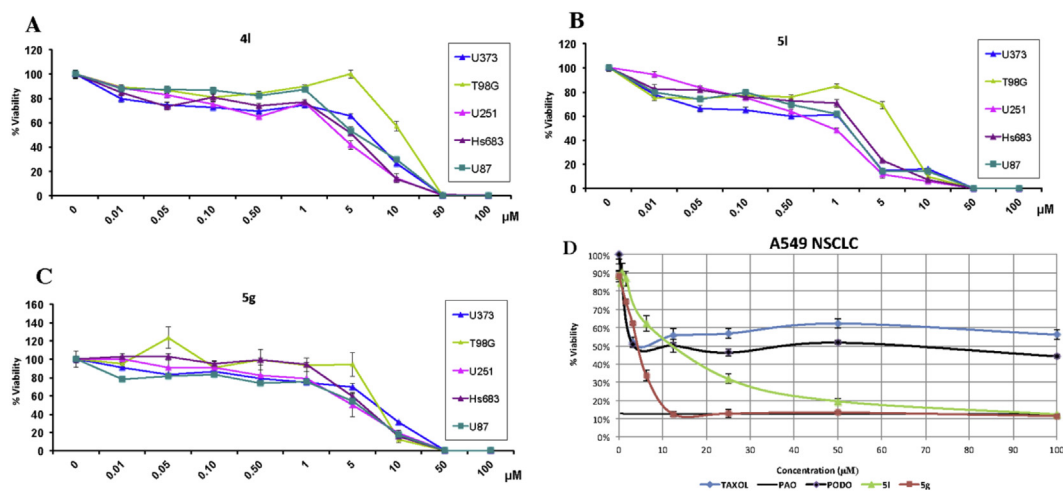 A
4l
120
100
80
60
40
20
0
% Viability
0 0.01 0.05 0.10 0.50 1 5 10 50 100 µM
U373
T98G
U251
Hs683
U87
B
5l
120
100
80
60
40
20
0
% Viability
0 0.01 0.05 0.10 0.50 1 5 10 50 100 µM
U373
T98G
U251
Hs683
U87
C
5g
160
140
120
100
80
60
40
20
0
% Viability
0 0.01 0.05 0.10 0.50 1 5 10 50 100 µM
U373
T98G
U251
Hs683
U87
D
A549 NSCLC
100%
90%
80%
70%
60%
50%
40%
30%
20%
10%
0%
% Viability
0 10 20 30 40 50 60 70 80 90 100
Concentration (µM)
TAXOL PAO PODO 5l 5g